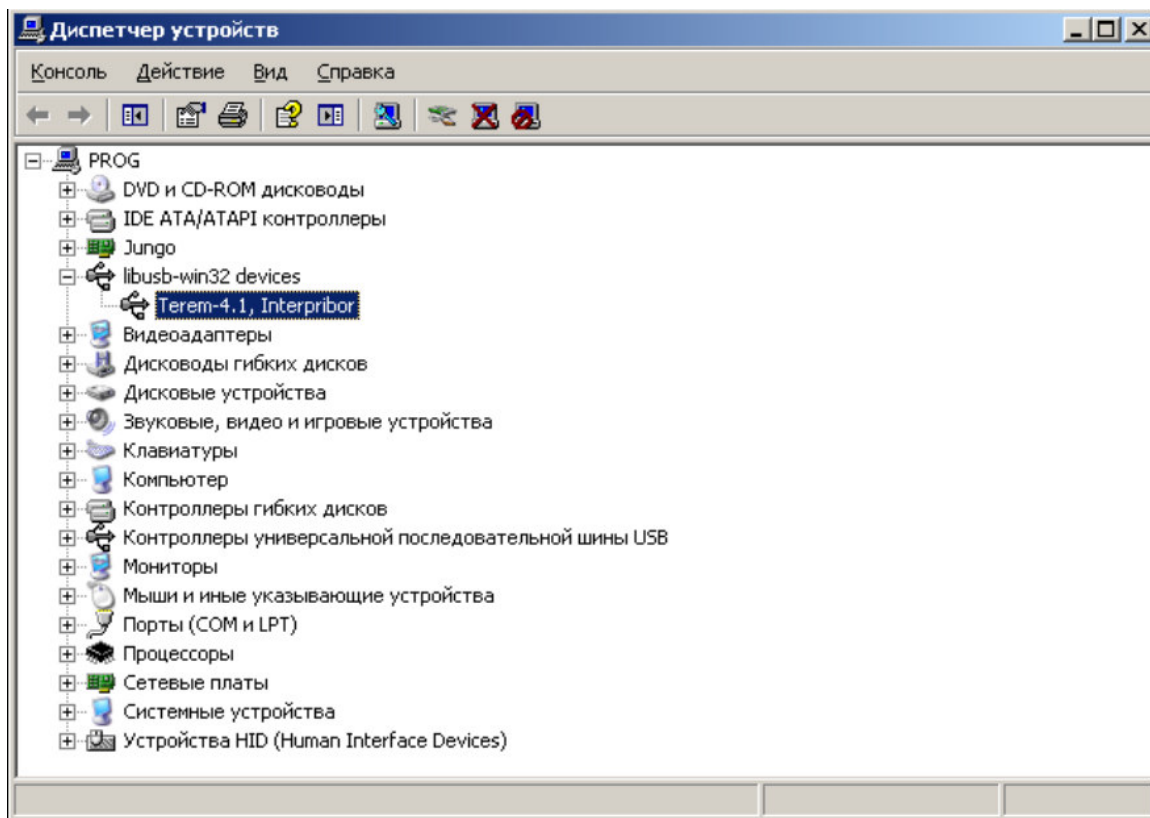 Диспетчер устройств
Консоль Действие Вид Справка
PROG
DVD и CD-ROM дисководы
IDE ATA/ATAPI контроллеры
Jungo
libusb-win32 devices
Terem-4.1, Interpribor
Видеоадаптеры
Дисководы гибких дисков
Дисковые устройства
Звуковые, видео и игровые устройства
Клавиатуры
Компьютер
Контроллеры гибких дисков
Контроллеры универсальной последовательной шины USB
Мониторы
Мыши и иные указывающие устройства
Порты (COM и LPT)
Процессоры
Сетевые платы
Системные устройства
Устройства HID (Human Interface Devices)